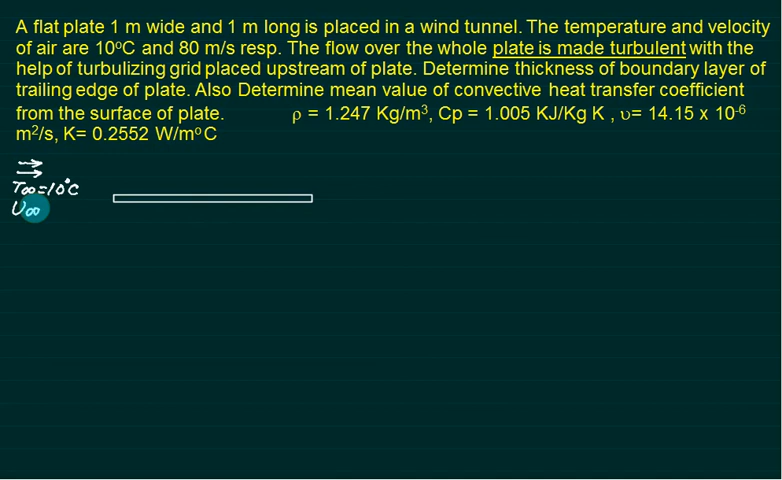 A flat plate 1 m wide and 1 m long is placed in a wind tunnel. The temperature and velocity
of air are 10⁰C and 80 m/s resp. The flow over the whole plate is made turbulent with the
help of turbulizing grid placed upstream of plate. Determine thickness of boundary layer of
trailing edge of plate. Also Determine mean value of convective heat transfer coefficient
from the surface of plate. ρ = 1.247 Kg/m³, Cp = 1.005 KJ/Kg K , υ= 14.15 x 10⁻⁶
m²/s, K= 0.2552 W/m⁰C
T∞=10°C
U∞